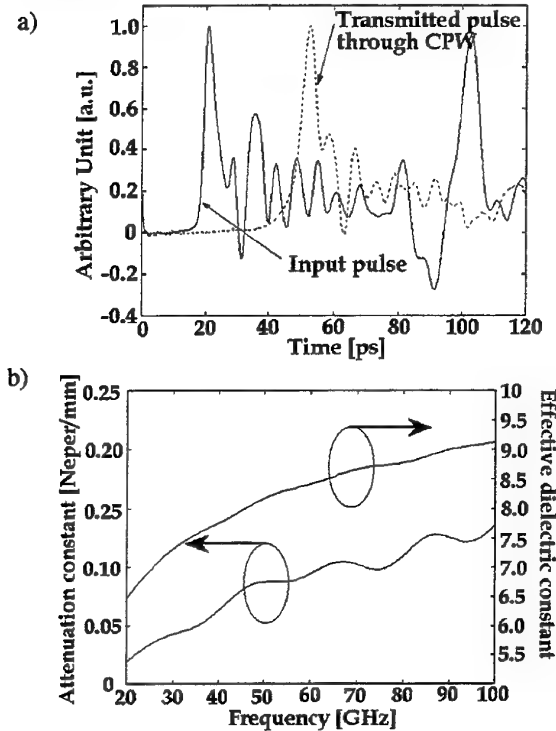 a)
Transmitted pulse
through CPW
Input pulse
Arbitrary Unit [a.u.]
1.0
0.8
0.6
0.4
0.2
0
-0.2
-0.4
0 20 40 60 80 100 120
Time [ps]
b)
Attenuation constant [Neper/mm]
0.25
0.20
0.25
0.10
0.05
0
10
9.5
9.0
8.5
8.0
7.5
7.0
6.5
6.0
5.5
Effective dielectric constant
20 30 40 50 60 70 80 90 100
Frequency [GHz]